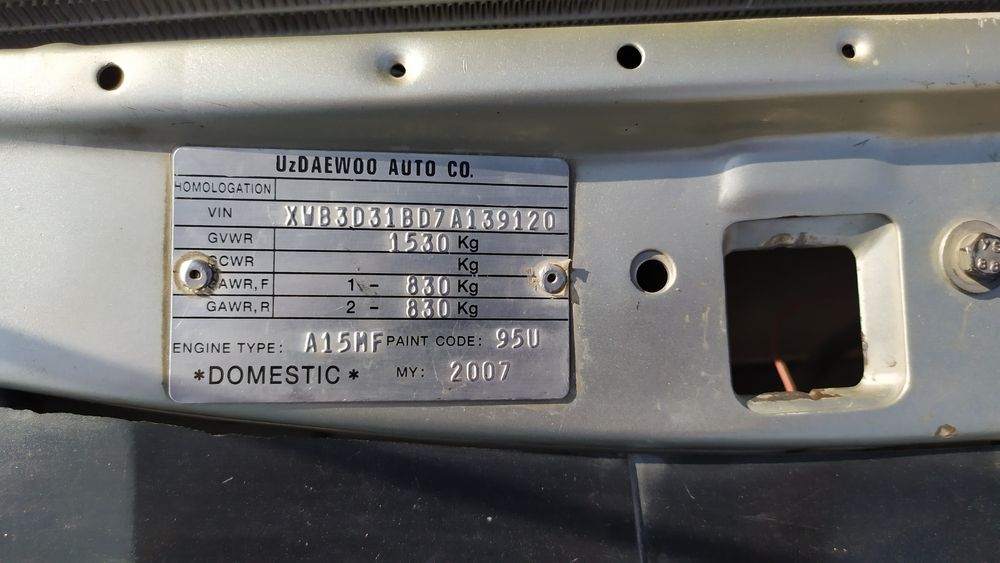 UzDAEWOO AUTO CO.
HOMOLOGATION
VIN XWB3D31BD7A139120
GVWR 1530 Kg
GCWR Kg
GAWR, F 1 - 830 Kg
GAWR, R 2 - 830 Kg
ENGINE TYPE: A15MF PAINT CODE: 95U
*DOMESTIC* MY: 2007